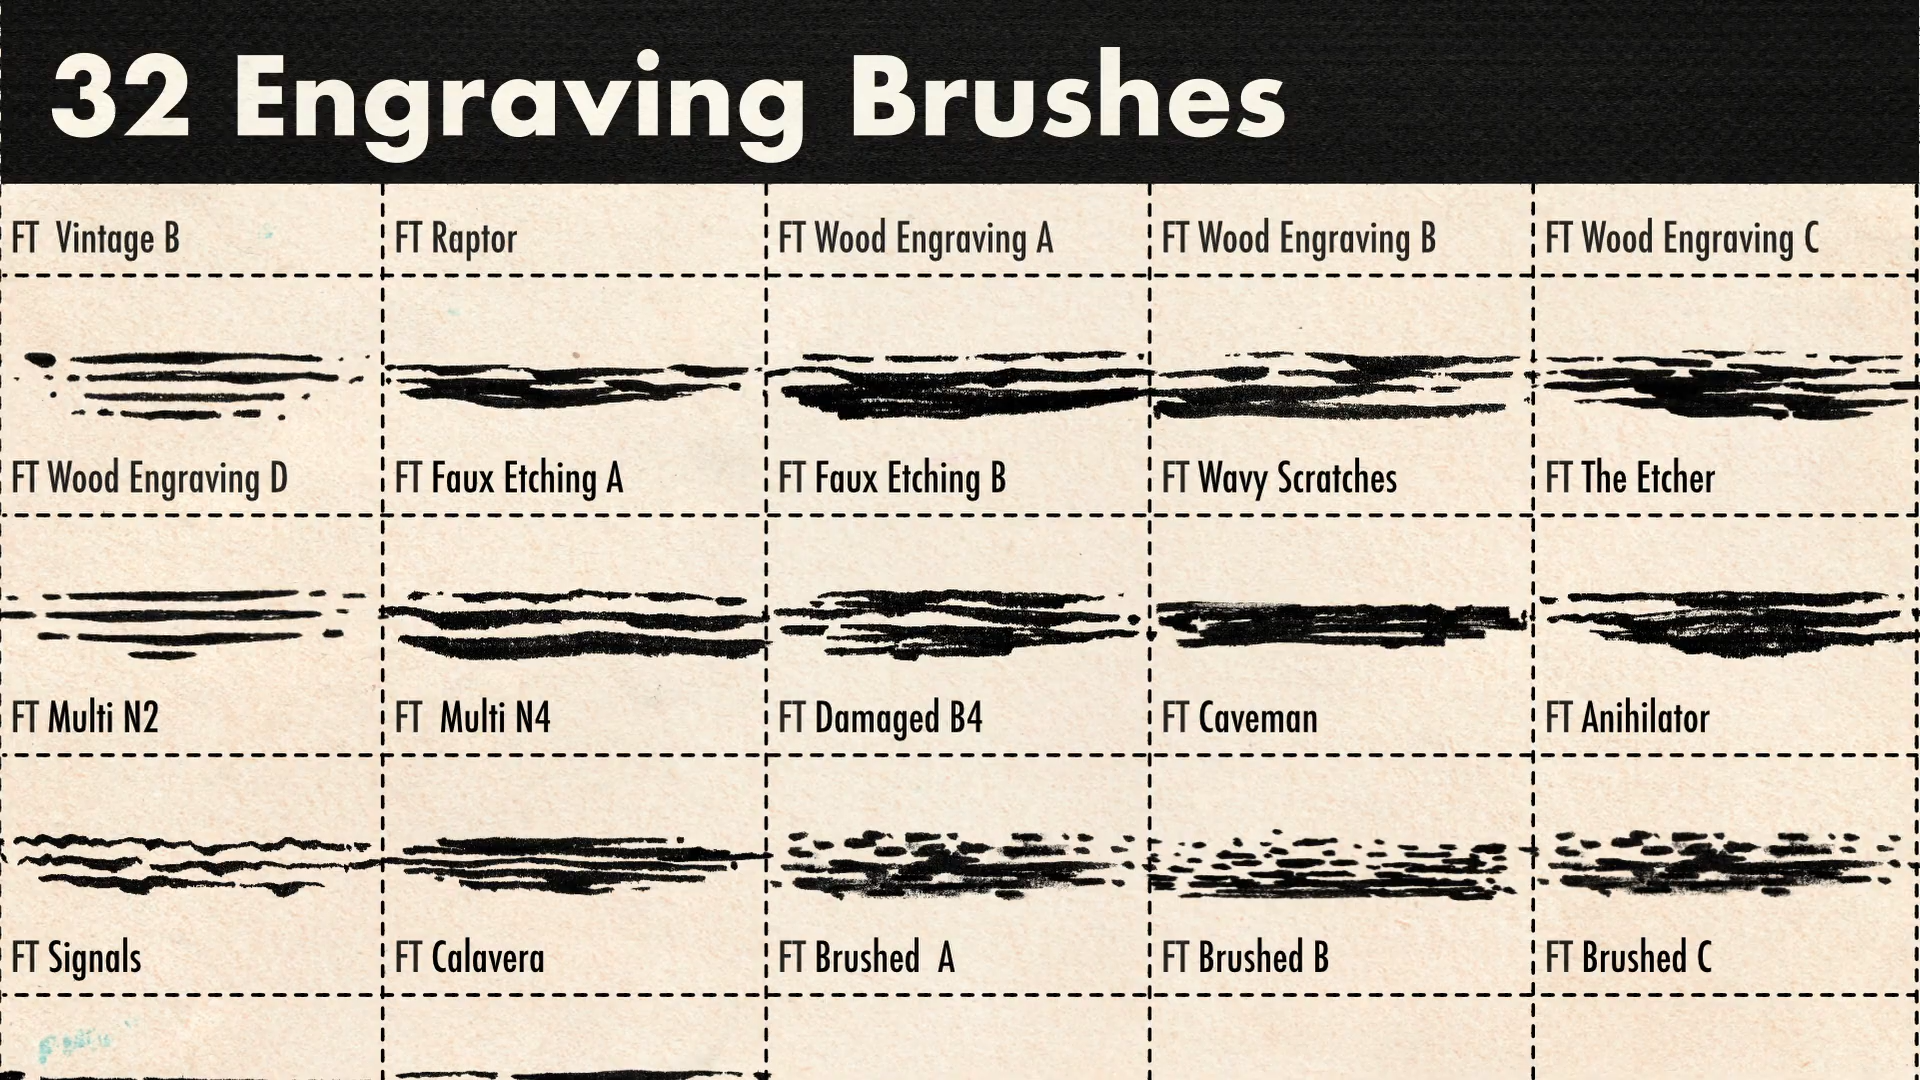 32 Engraving Brushes
FT Vintage B
FT Raptor
FT Wood Engraving A
FT Wood Engraving B
FT Wood Engraving C
FT Wood Engraving D
FT Faux Etching A
FT Faux Etching B
FT Wavy Scratches
FT The Etcher
FT Multi N2
FT Multi N4
FT Damaged B4
FT Caveman
FT Anihilator
FT Signals
FT Calavera
FT Brushed A
FT Brushed B
FT Brushed C